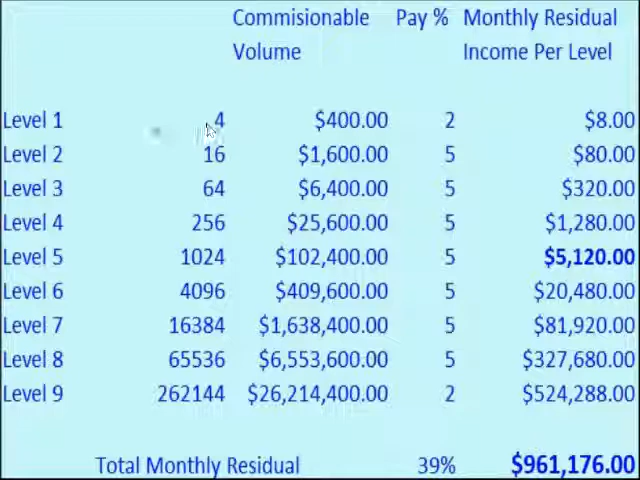 Commisionable Pay % Monthly Residual
Volume Income Per Level
Level 1 4 $400.00 2 $8.00
Level 2 16 $1,600.00 5 $80.00
Level 3 64 $6,400.00 5 $320.00
Level 4 256 $25,600.00 5 $1,280.00
Level 5 1024 $102,400.00 5 $5,120.00
Level 6 4096 $409,600.00 5 $20,480.00
Level 7 16384 $1,638,400.00 5 $81,920.00
Level 8 65536 $6,553,600.00 5 $327,680.00
Level 9 262144 $26,214,400.00 2 $524,288.00
Total Monthly Residual 39% $961,176.00